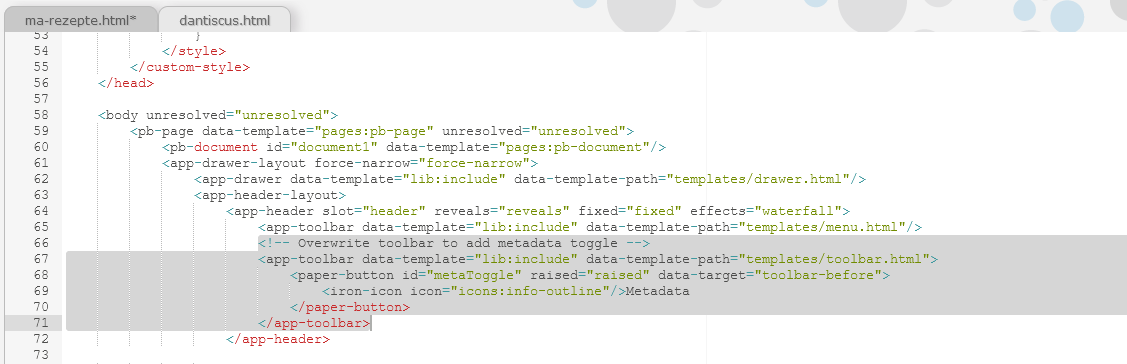 ma-rezepte.html*
dantiscus.html
53 }
54 </style>
55 </custom-style>
56 </head>
57
58 <body unresolved="unresolved">
59 <pb-page data-template="pages:pb-page" unresolved="unresolved">
60 <pb-document id="document1" data-template="pages:pb-document"/>
61 <app-drawer-layout force-narrow="force-narrow">
62 <app-drawer data-template="lib:include" data-template-path="templates/drawer.html"/>
63 <app-header-layout>
64 <app-header slot="header" reveals="reveals" fixed="fixed" effects="waterfall">
65 <app-toolbar data-template="lib:include" data-template-path="templates/menu.html"/>
66 <!-- Overwrite toolbar to add metadata toggle -->
67 <app-toolbar data-template="lib:include" data-template-path="templates/toolbar.html">
68 <paper-button id="metaToggle" raised="raised" data-target="toolbar-before">
69 <iron-icon icon="icons:info-outline"/>Metadata
70 </paper-button>
71 </app-toolbar>
72 </app-header>
73